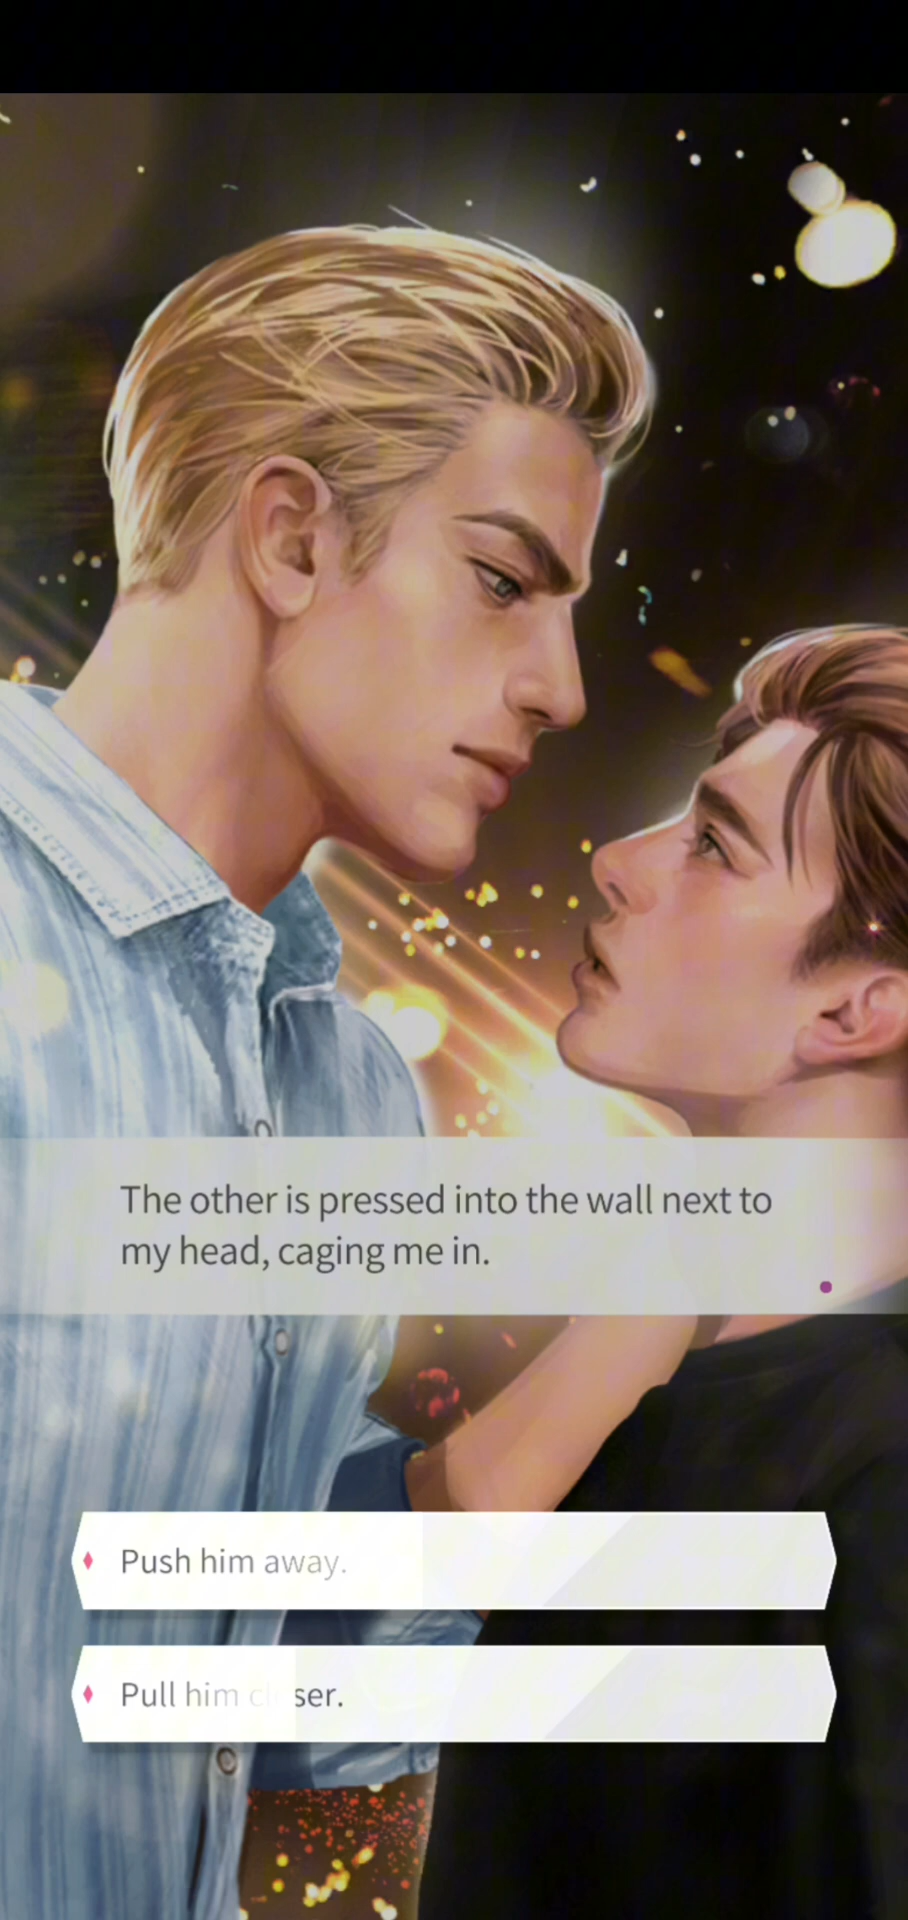 The other is pressed into the wall next to
my head, caging me in.
Push him away.
Pull him closer.